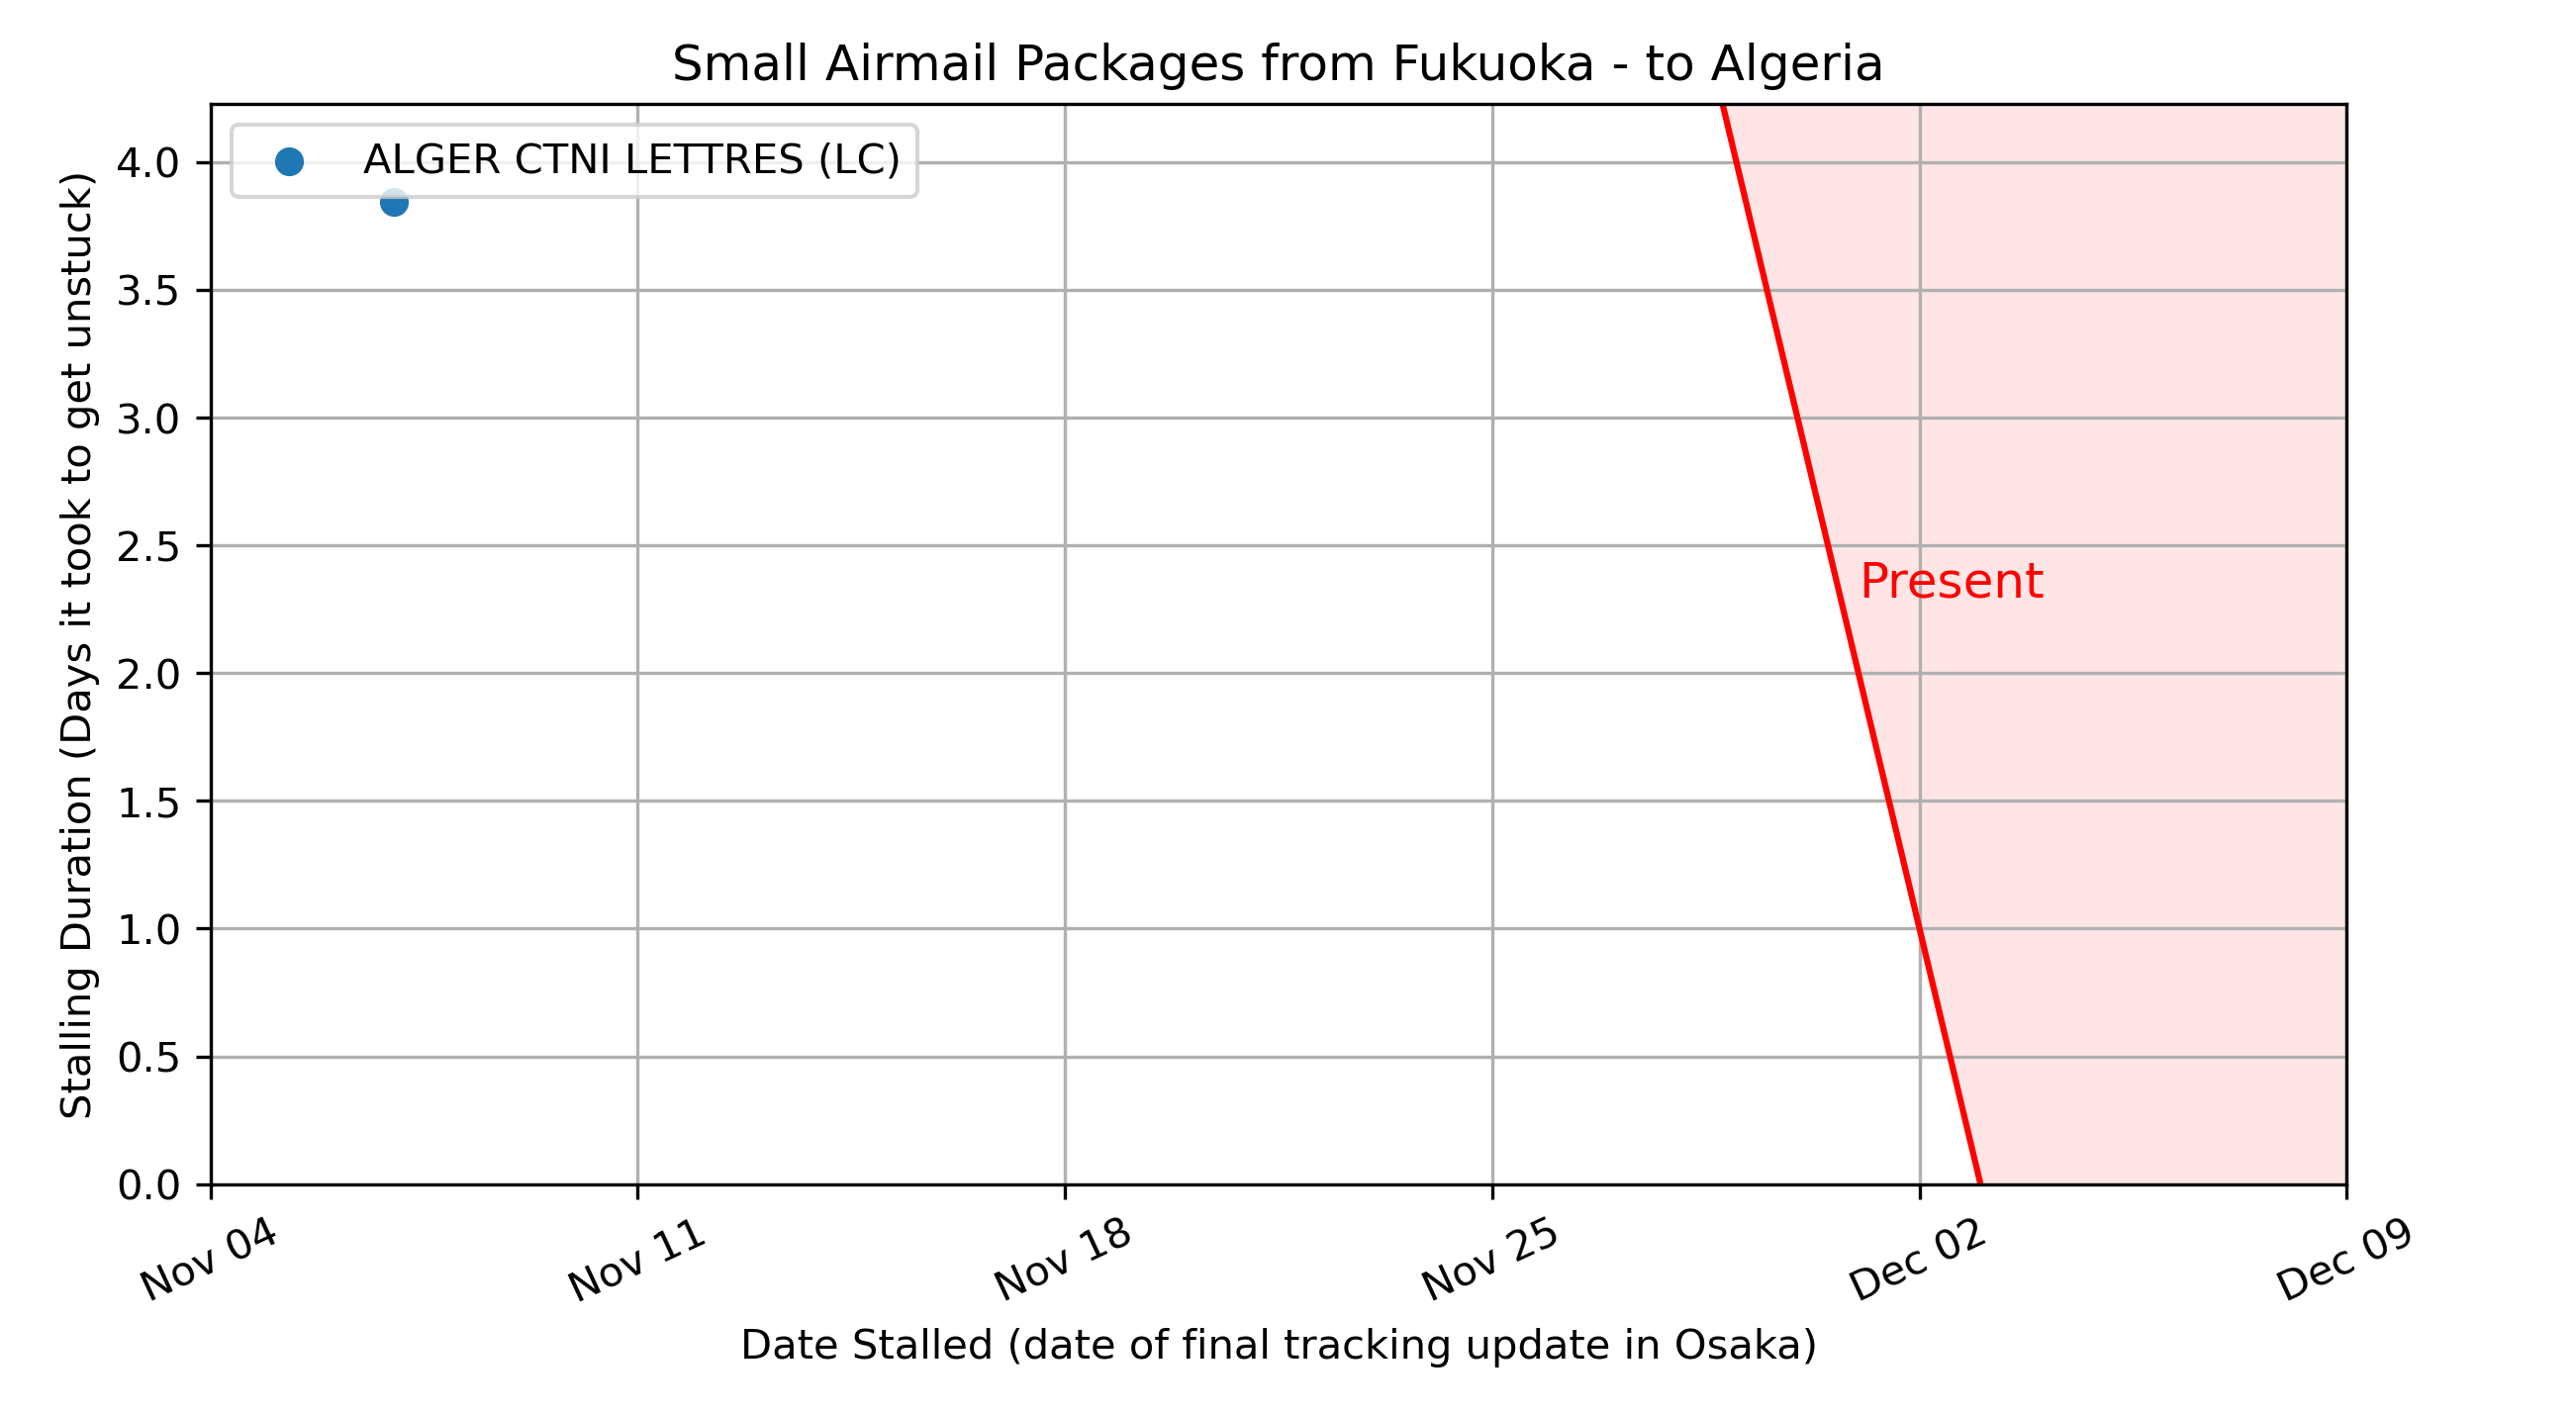 Small Airmail Packages from Fukuoka - to Algeria
ALGER CTNI LETTRES (LC)
Stalling Duration (Days it took to get unstuck)
4.0
3.5
3.0
2.5
2.0
1.5
1.0
0.5
0.0
Present
Nov 04
Nov 11
Nov 18
Nov 25
Dec 02
Dec 09
Date Stalled (date of final tracking update in Osaka)